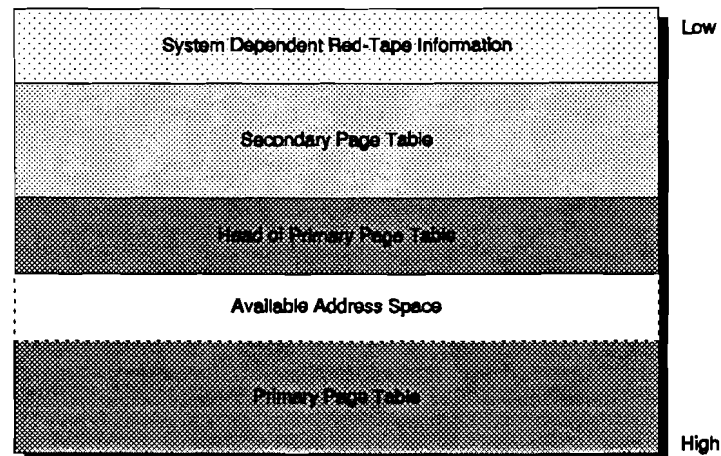 System Dependent Red-Tape Information
Low
Secondary Page Table
Head of Primary Page Table
Available Address Space
Primary Page Table
High